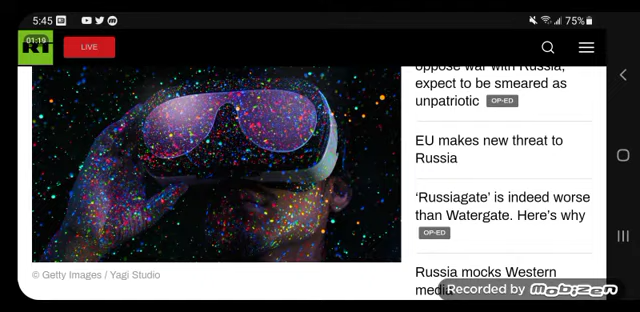 5:45
75%
01:19
RT
LIVE
oppose war with Russia,
expect to be smeared as
unpatriotic OP-ED
EU makes new threat to
Russia
‘Russiagate’ is indeed worse
than Watergate. Here’s why
OP-ED
Russia mocks Western
media
© Getty Images / Yagi Studio
Recorded by Mobizen